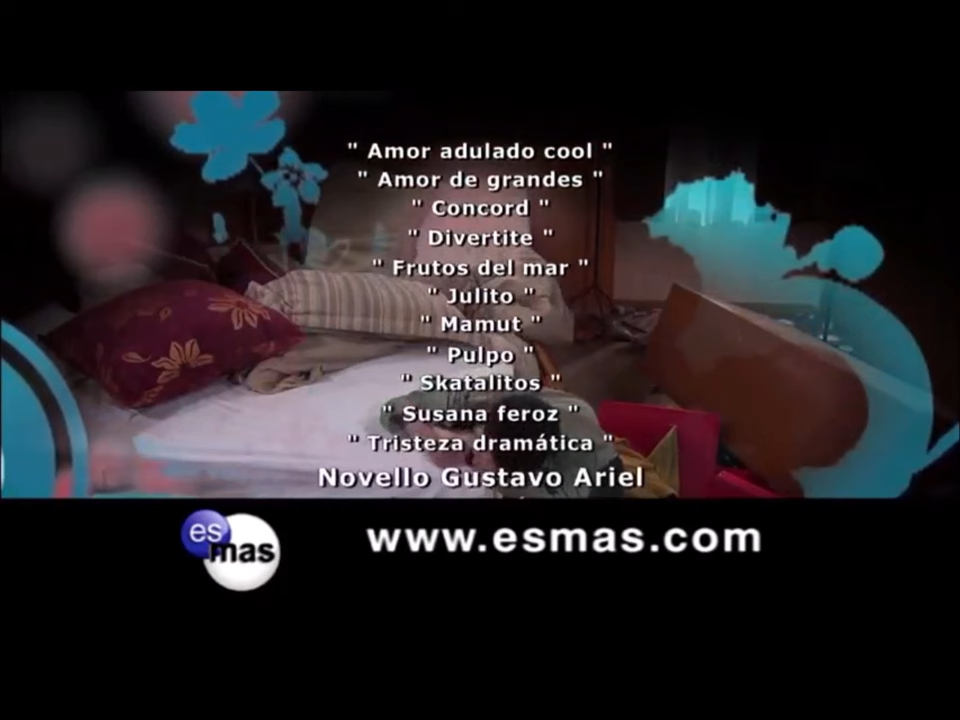 " Amor adulado cool "
" Amor de grandes "
" Concord "
" Divertite "
" Frutos del mar "
" Julito "
" Mamut "
" Pulpo "
" Skatalitos "
" Susana feroz "
" Tristeza dramática "
Novello Gustavo Ariel
es
mas
www.esmas.com